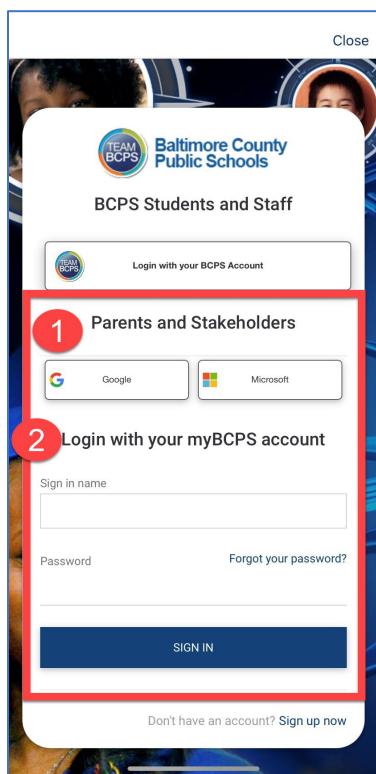 Close
TEAM
BCPS
Baltimore County
Public Schools
BCPS Students and Staff
TEAM
BCPS
Login with your BCPS Account
1
Parents and Stakeholders
Google
Microsoft
2
Login with your myBCPS account
Sign in name
Password
Forgot your password?
SIGN IN
Don't have an account? Sign up now